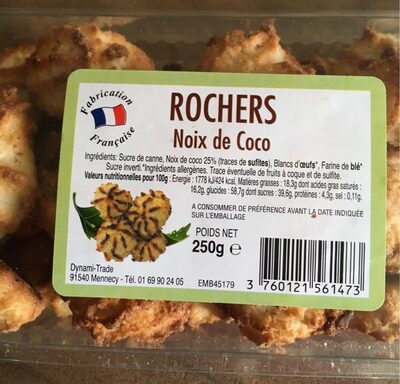 Fabrication
Française
ROCHERS
Noix de Coco
Ingrédients: Sucre de canne, Noix de coco 25% (traces de sufites), Blancs d'œufs*, Farine de blé*
Sucre inverti.*Ingrédients allergènes. Trace éventuelle de fruits à coque et de sulfite.
Valeurs nutritionnelles pour 100g : Energie : 1778 kJ/424 kcal, Matières grasses : 18,3g dont acides gras saturés :
16,2g, glucides : 58,7g dont sucres : 39,6g, protéines : 4,3g, sel : 0,11g.
A CONSOMMER DE PRÉFÉRENCE AVANT LA DATE INDIQUÉE
SUR L'EMBALLAGE
POIDS NET
250g e
Dynami-Trade
91540 Mennecy - Tél. 01 69 90 24 05
EMB45179
3 760121 561473